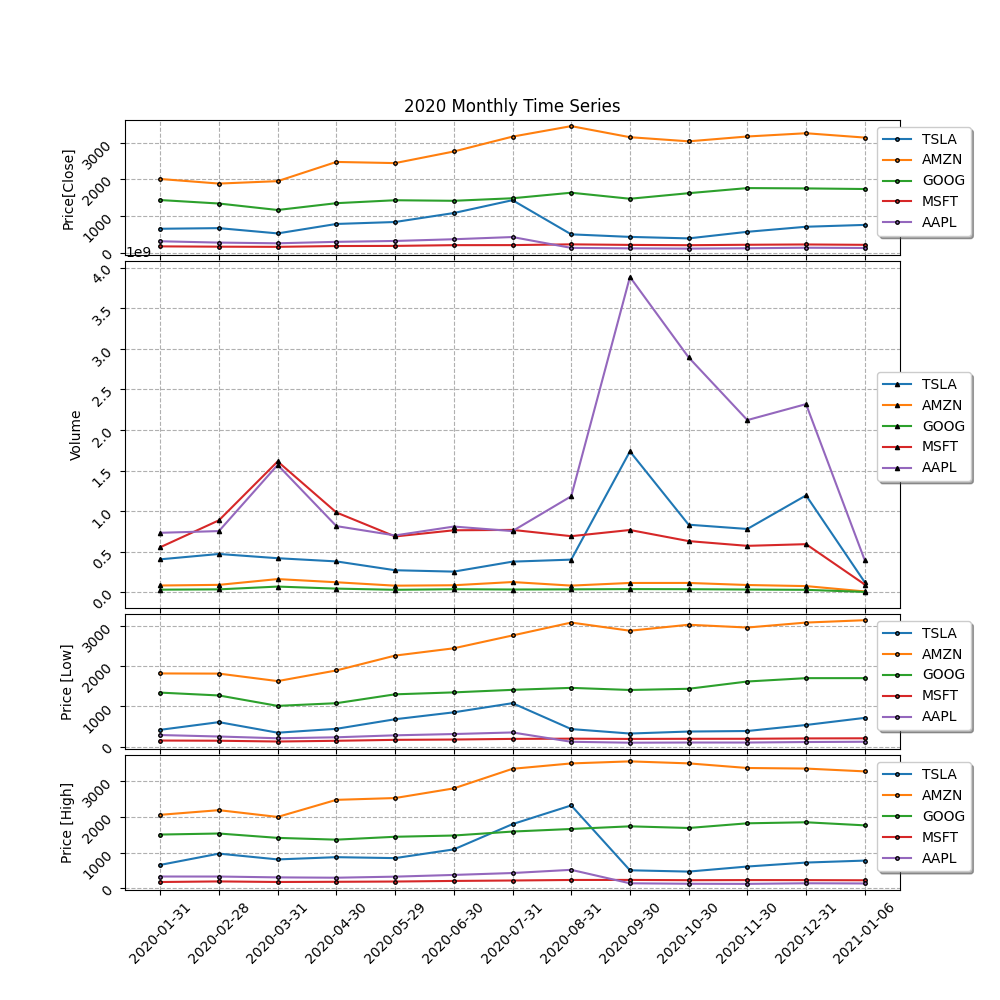 2020 Monthly Time Series
Price[Close]
3000
2000
1000
0
TSLA
AMZN
GOOG
MSFT
AAPL
1e9
Volume
4.0
3.5
3.0
2.5
2.0
1.5
1.0
0.5
0.0
TSLA
AMZN
GOOG
MSFT
AAPL
Price [Low]
3000
2000
1000
0
TSLA
AMZN
GOOG
MSFT
AAPL
Price [High]
3000
2000
1000
0
TSLA
AMZN
GOOG
MSFT
AAPL
2020-01-31
2020-02-28
2020-03-31
2020-04-30
2020-05-29
2020-06-30
2020-07-31
2020-08-31
2020-09-30
2020-10-30
2020-11-30
2020-12-31
2021-01-06